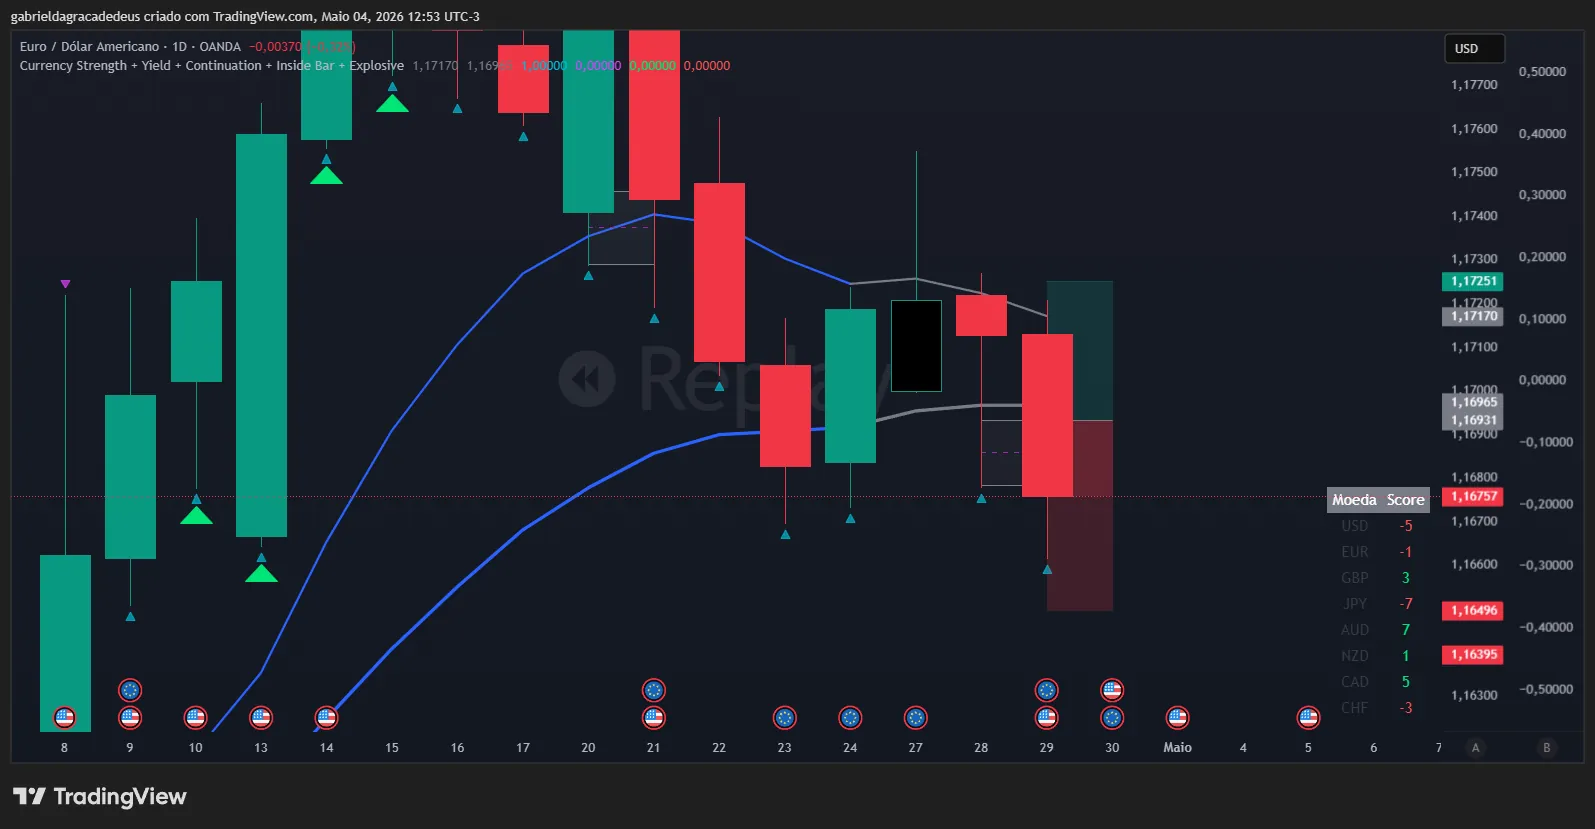 gabrieldagracadedeus criado com TradingView.com, Maio 04, 2026 12:53 UTC-3
Euro / Dólar Americano · 1D · OANDA −0,00370
Currency Strength + Yield + Continuation + Inside Bar + Explosive 1,17170 1,00000 0,00000 0,00000 0,00000
USD
1,17700
1,17600
1,17500
1,17400
1,17300
1,17251
1,17200
1,17170
1,17100
1,17000
1,16965
1,16931
1,16900
1,16800
1,16757
1,16700
1,16600
1,16496
1,16395
1,16300
0,50000
0,40000
0,30000
0,20000
0,10000
0,00000
−0,10000
−0,20000
−0,30000
−0,40000
−0,50000
Replay
Moeda Score
USD -5
EUR -1
GBP 3
JPY -7
AUD 7
NZD 1
CAD 5
CHF -3
8 9 10 13 14 15 16 17 20 21 22 23 24 27 28 29 30 Maio 4 5 6 7
A B
TradingView